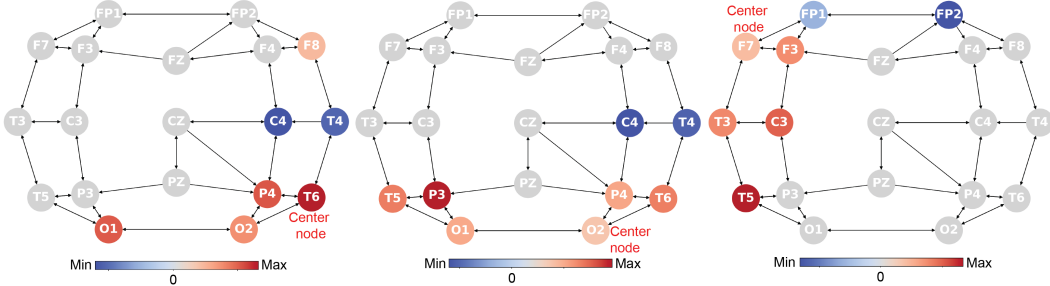 FP1 FP2
F7 F3 FZ F4 F8
T3 C3 CZ C4 T4
T5 P3 PZ P4 T6
Center
node
O1 O2
Min Max
0
FP1 FP2
F7 F3 FZ F4 F8
T3 C3 CZ C4 T4
T5 P3 PZ P4 T6
O1 O2
Center
node
Min Max
0
Center
node
FP1 FP2
F7 F3 FZ F4 F8
T3 C3 CZ C4 T4
T5 P3 PZ P4 T6
O1 O2
Min Max
0